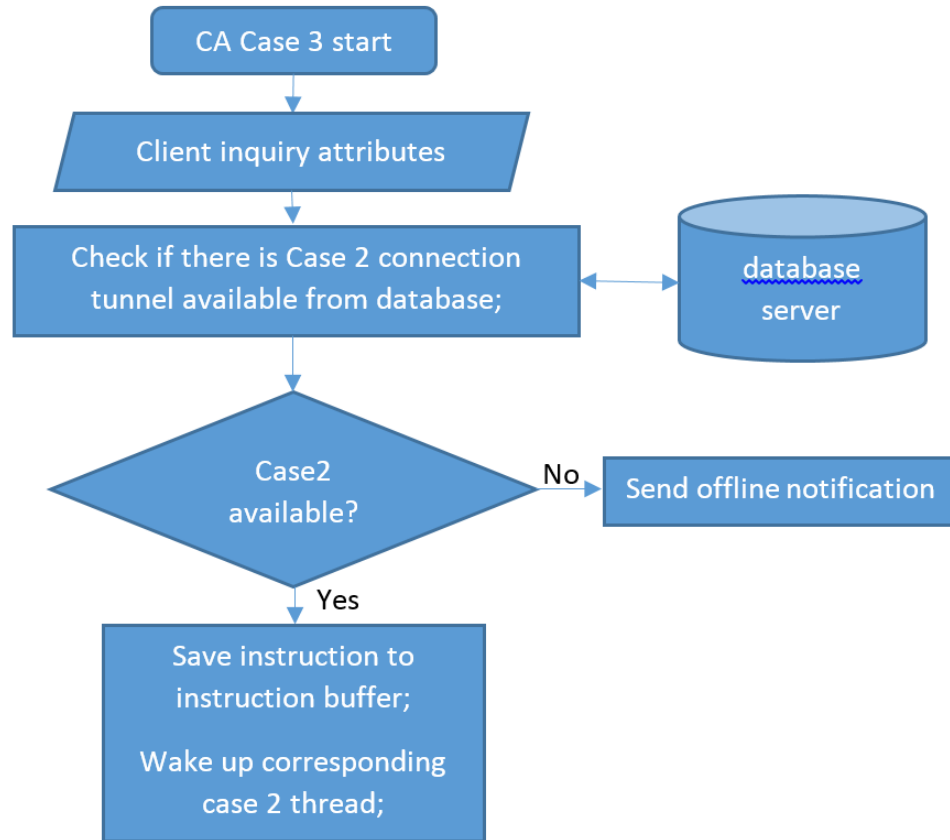 CA Case 3 start
Client inquiry attributes
Check if there is Case 2 connection
tunnel available from database;
database
server
Case2
available?
No
Send offline notification
Yes
Save instruction to
instruction buffer;
Wake up corresponding
case 2 thread;